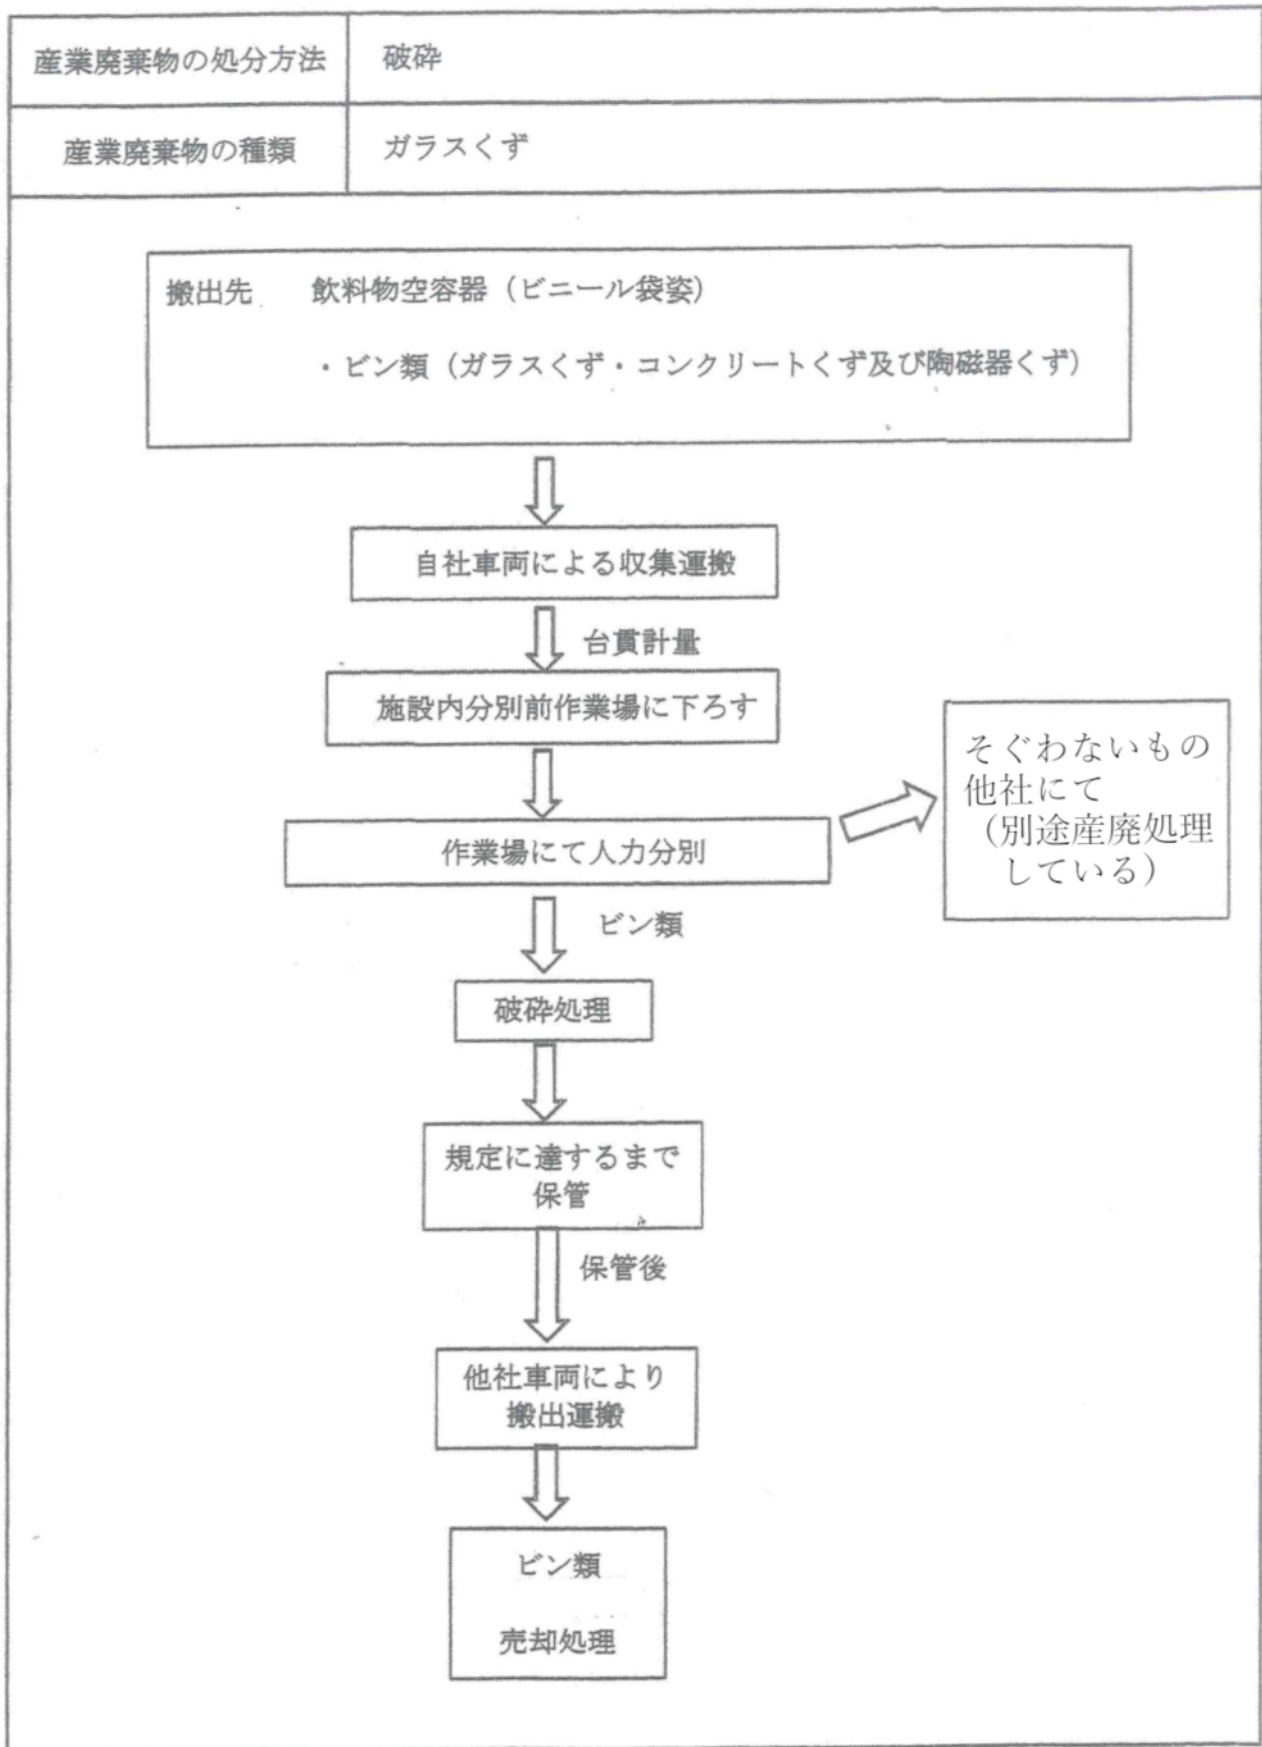 産業廃棄物の処分方法
破砕
産業廃棄物の種類
ガラスくず
搬出先 飲料物空容器（ビニール袋姿）
・ビン類（ガラスくず・コンクリートくず及び陶磁器くず）
自社車両による収集運搬
台貫計量
施設内分別前作業場に下ろす
作業場にて人力分別
そぐわないもの
他社にて
（別途産廃処理
している）
ビン類
破砕処理
規定に達するまで
保管
保管後
他社車両により
搬出運搬
ビン類
売却処理